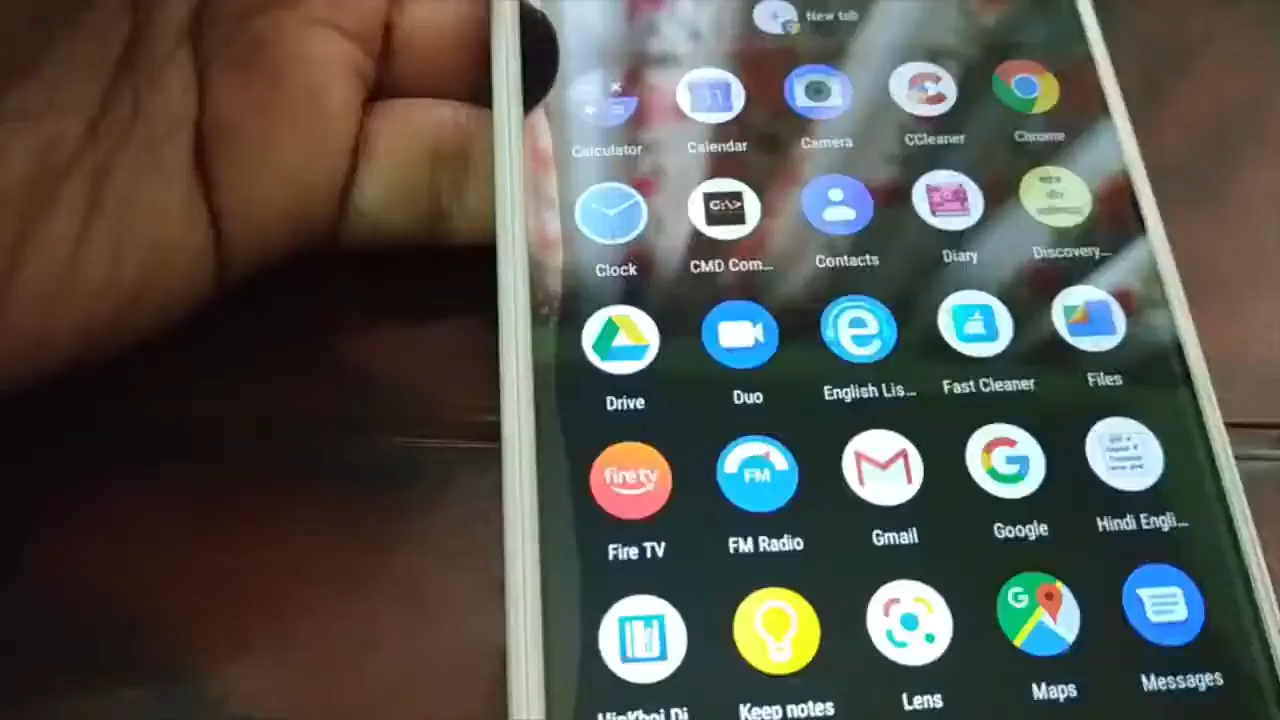 New tab
Calculator
Calendar
Camera
CCleaner
Chrome
C:\>
Clock
CMD Com...
Contacts
Diary
Discovery...
Drive
Duo
English Lis...
Fast Cleaner
Files
fire tv
FM
Fire TV
FM Radio
Gmail
Google
Hindi Engli...
Keep notes
Lens
Maps
Messages